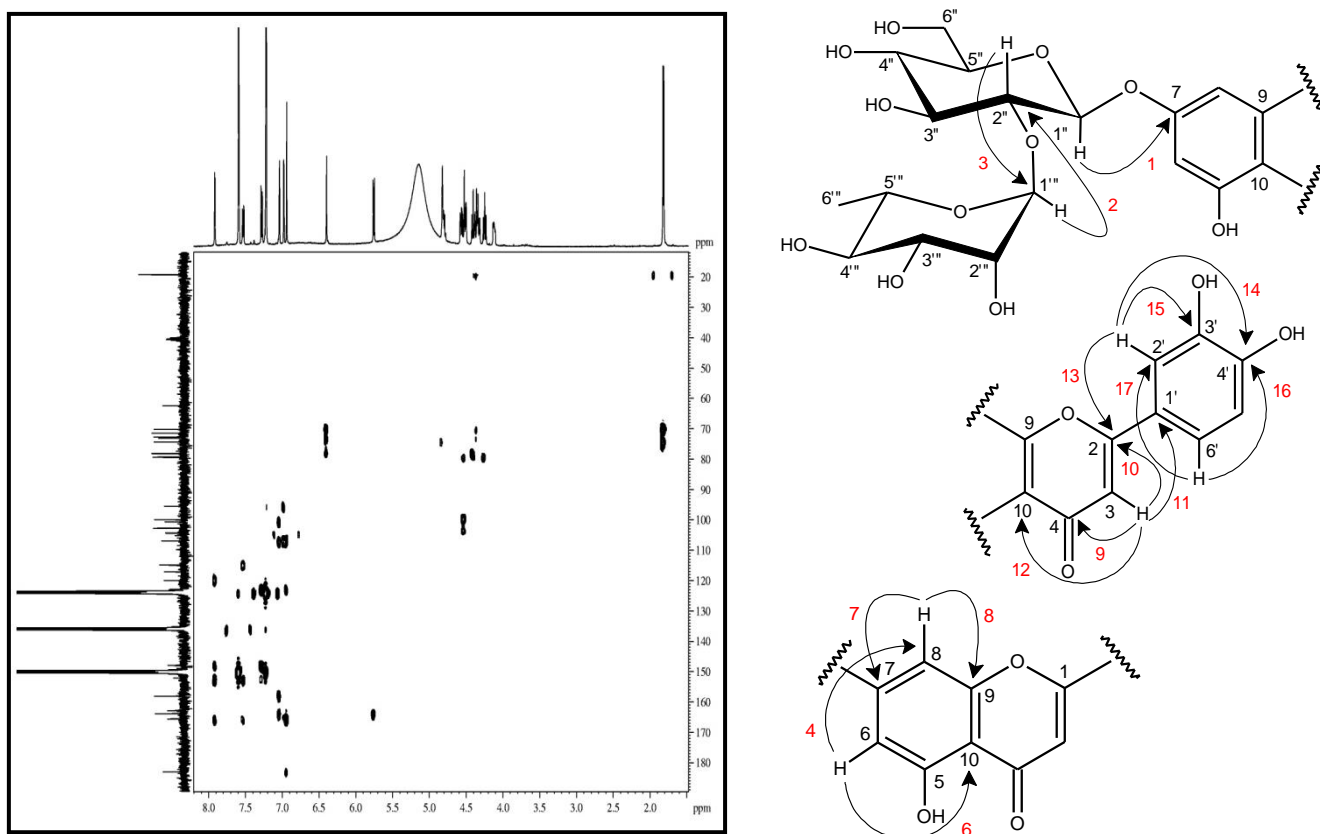 ppm
20
30
40
50
60
70
80
90
100
110
120
130
140
150
160
170
180
8.0 7.5 7.0 6.5 6.0 5.5 5.0 4.5 4.0 3.5 3.0 2.5 2.0 ppm
6"
HO H
HO 4" 5" O
O 7 9
HO 3" 2" 1"
O H 1
3 10
5'" 1'"
6'" O H 2 OH
HO 4'" 3'" 2'"
HO OH
OH 14
15 3' OH
H 2' 4'
13 17 1' 16
9 O 2 6'
10 H
10 3 11
4 H
12 9
O
7 H 8
8 O 1
7 9
4 6 10
H 5
OH O
6